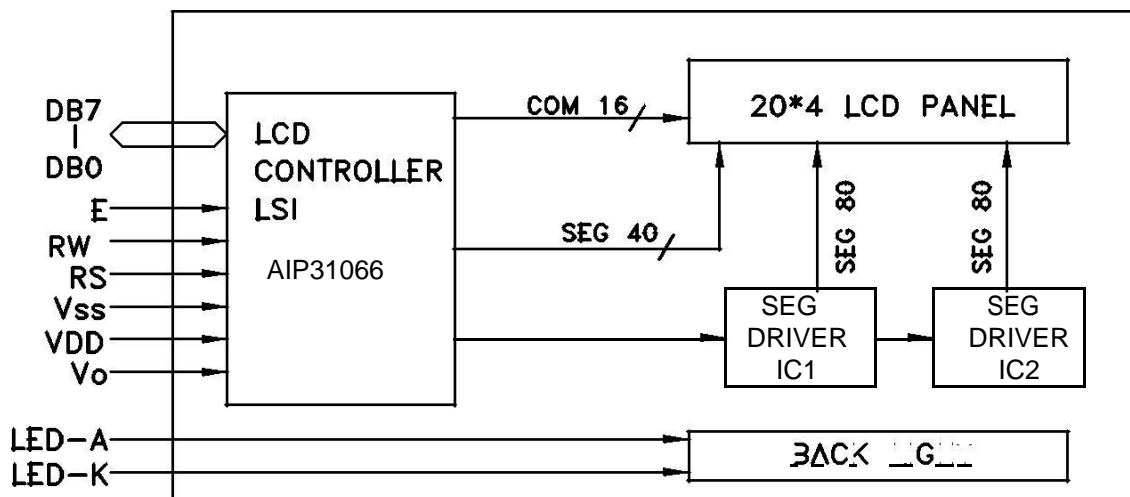 DB7
DB0
E
RW
RS
Vss
VDD
Vo
LED-A
LED-K
LCD
CONTROLLER
LSI
AIP31066
COM 16
SEG 40
20*4 LCD PANEL
SEG 80
SEG 80
SEG
DRIVER
IC1
SEG
DRIVER
IC2
BACK